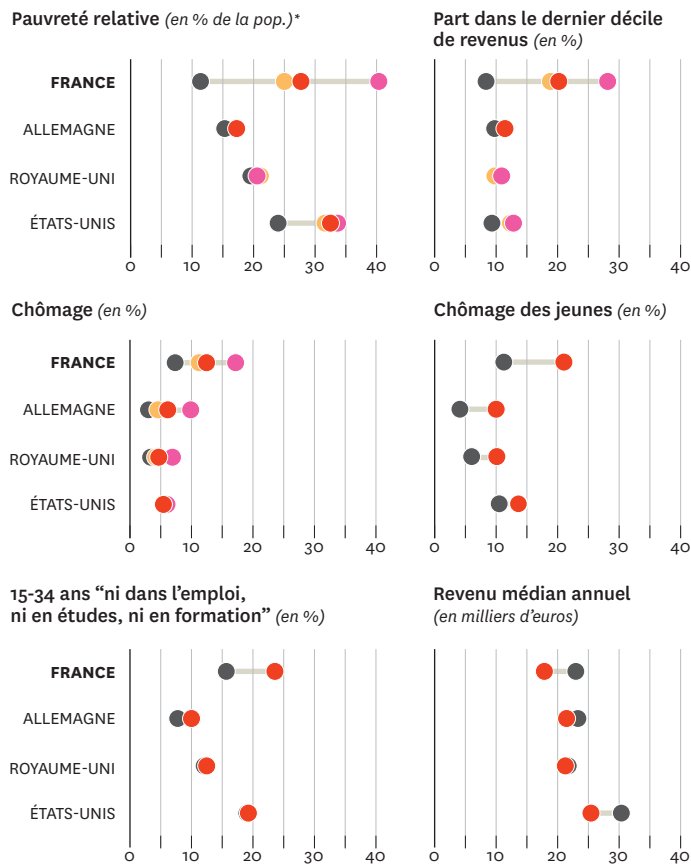 Pauvreté relative (en % de la pop.)*
FRANCE
ALLEMAGNE
ROYAUME-UNI
ÉTATS-UNIS
0 10 20 30 40
Part dans le dernier décile
de revenus (en %)
0 10 20 30 40
Chômage (en %)
FRANCE
ALLEMAGNE
ROYAUME-UNI
ÉTATS-UNIS
0 10 20 30 40
Chômage des jeunes (en %)
0 10 20 30 40
15-34 ans “ni dans l’emploi,
ni en études, ni en formation” (en %)
FRANCE
ALLEMAGNE
ROYAUME-UNI
ÉTATS-UNIS
0 10 20 30 40
Revenu médian annuel
(en milliers d’euros)
0 10 20 30 40